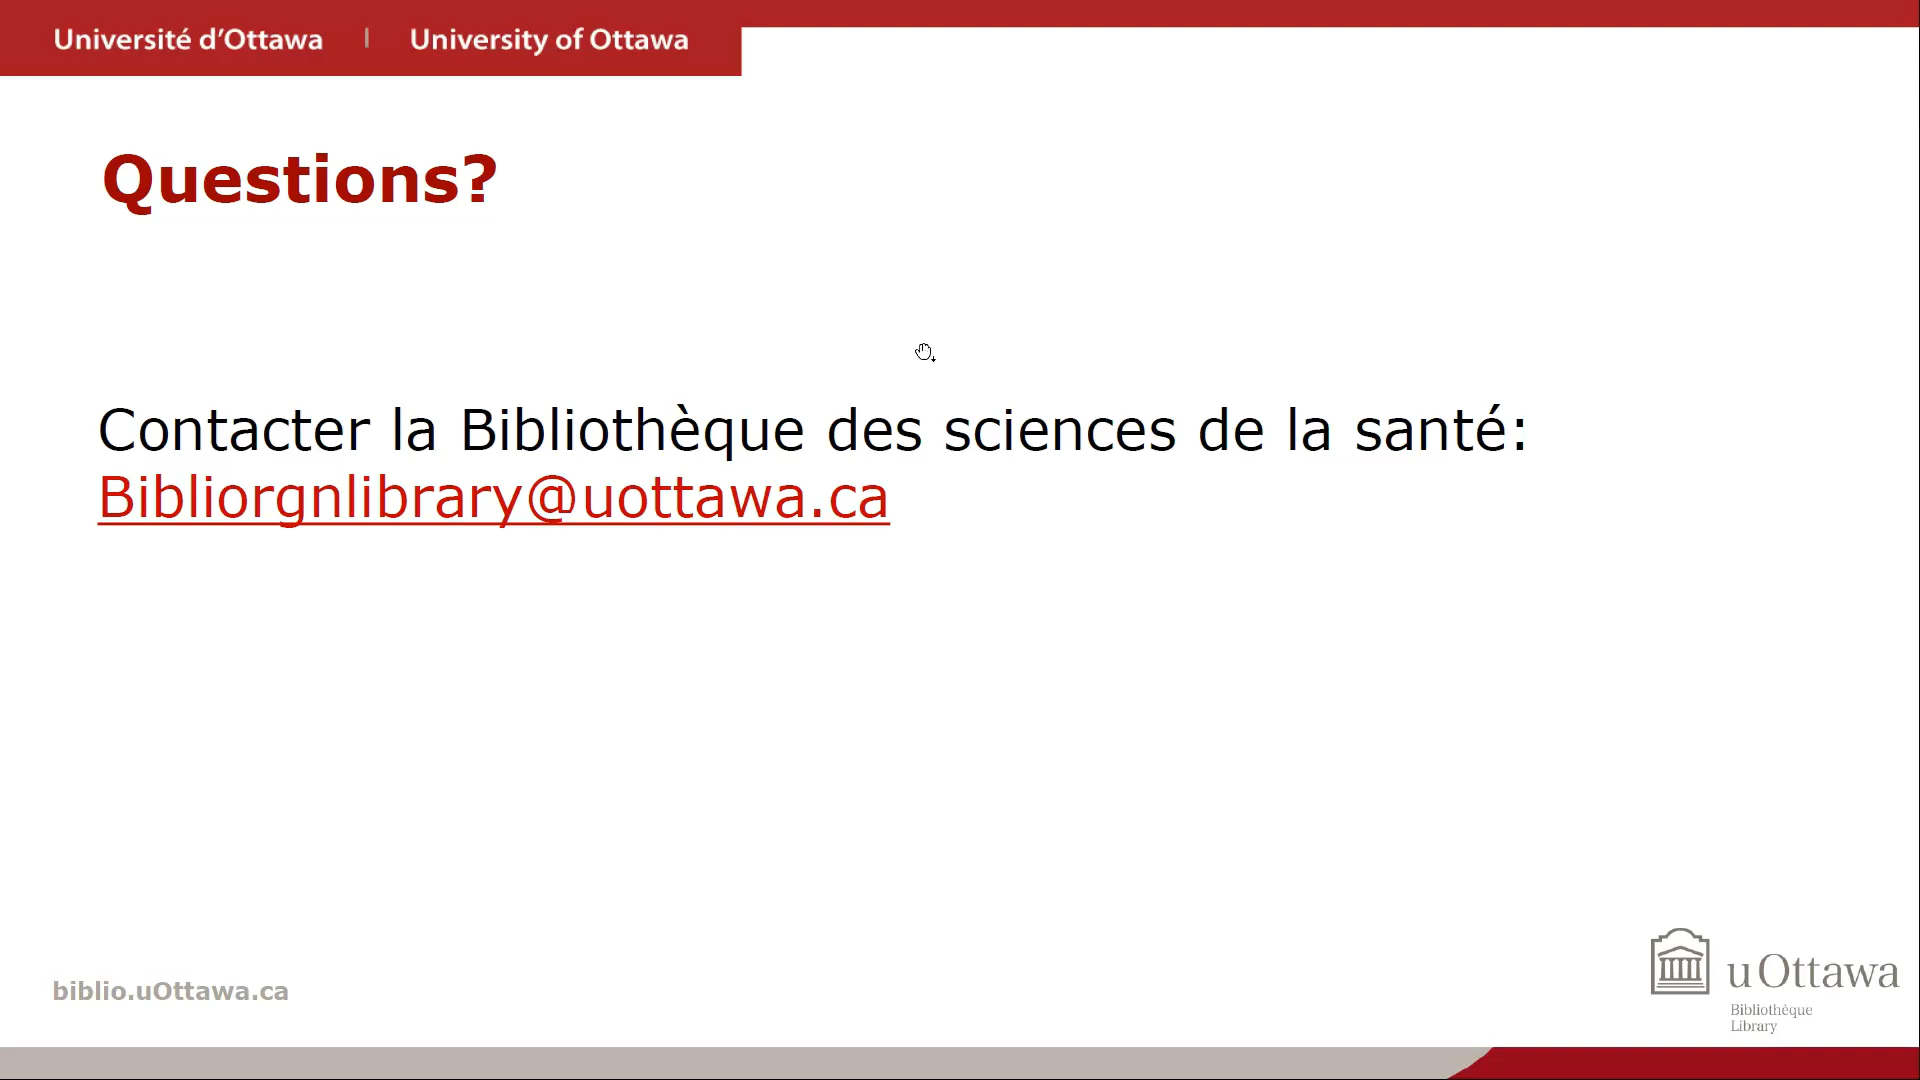 Université d'Ottawa | University of Ottawa
Questions?
Contacter la Bibliothèque des sciences de la santé:
Bibliorgnlibrary@uottawa.ca
biblio.uOttawa.ca
uOttawa
Bibliothèque
Library